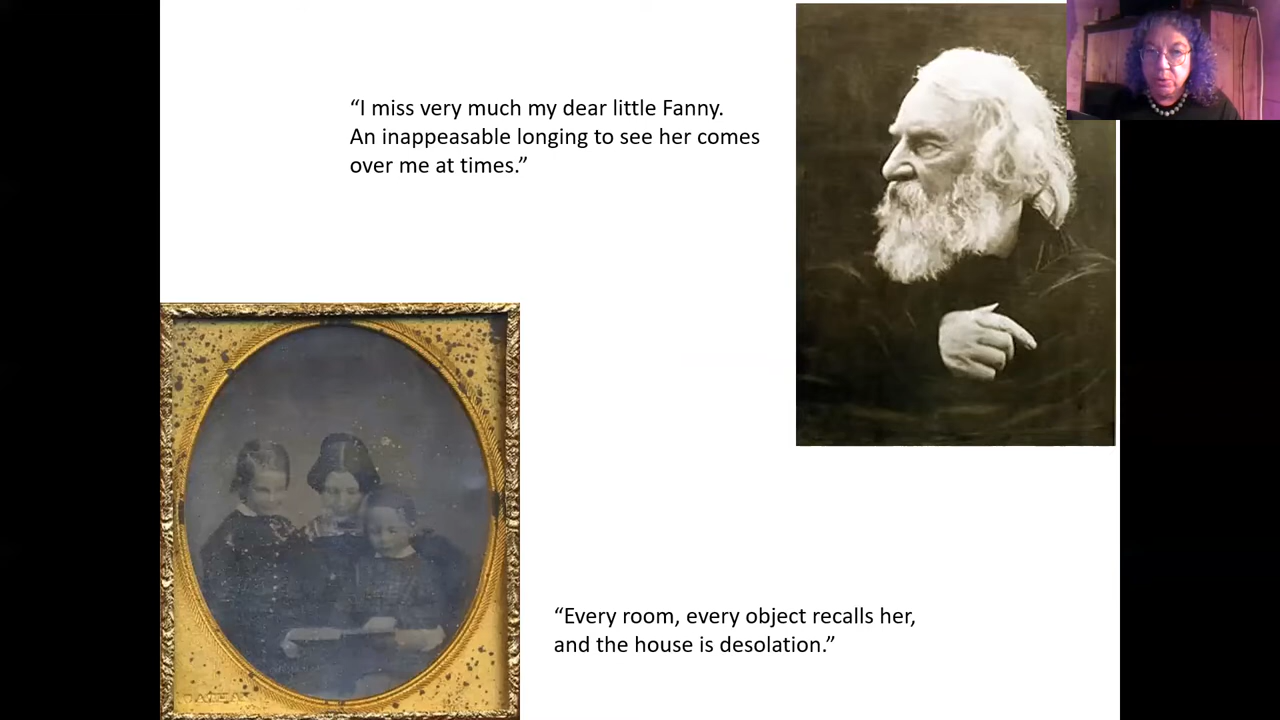 “I miss very much my dear little Fanny.
An inappeasable longing to see her comes
over me at times.”
“Every room, every object recalls her,
and the house is desolation.”